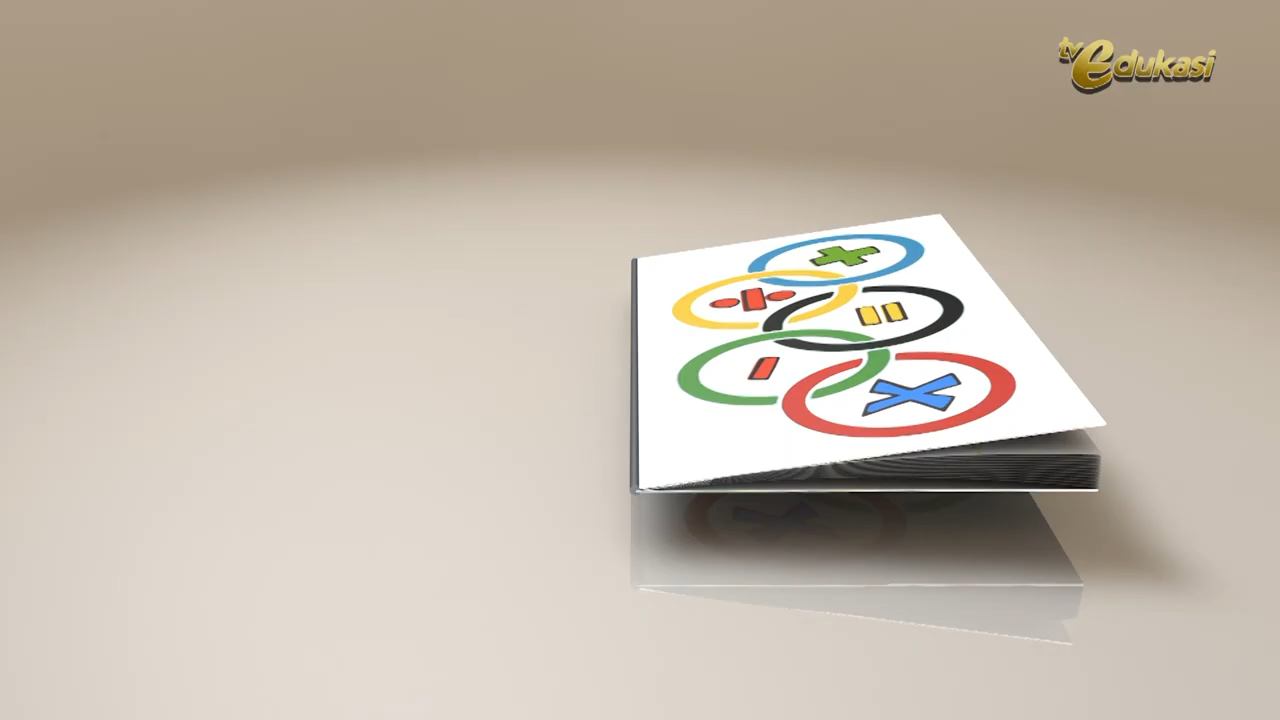 tv edukasi
+
÷ =
- ×